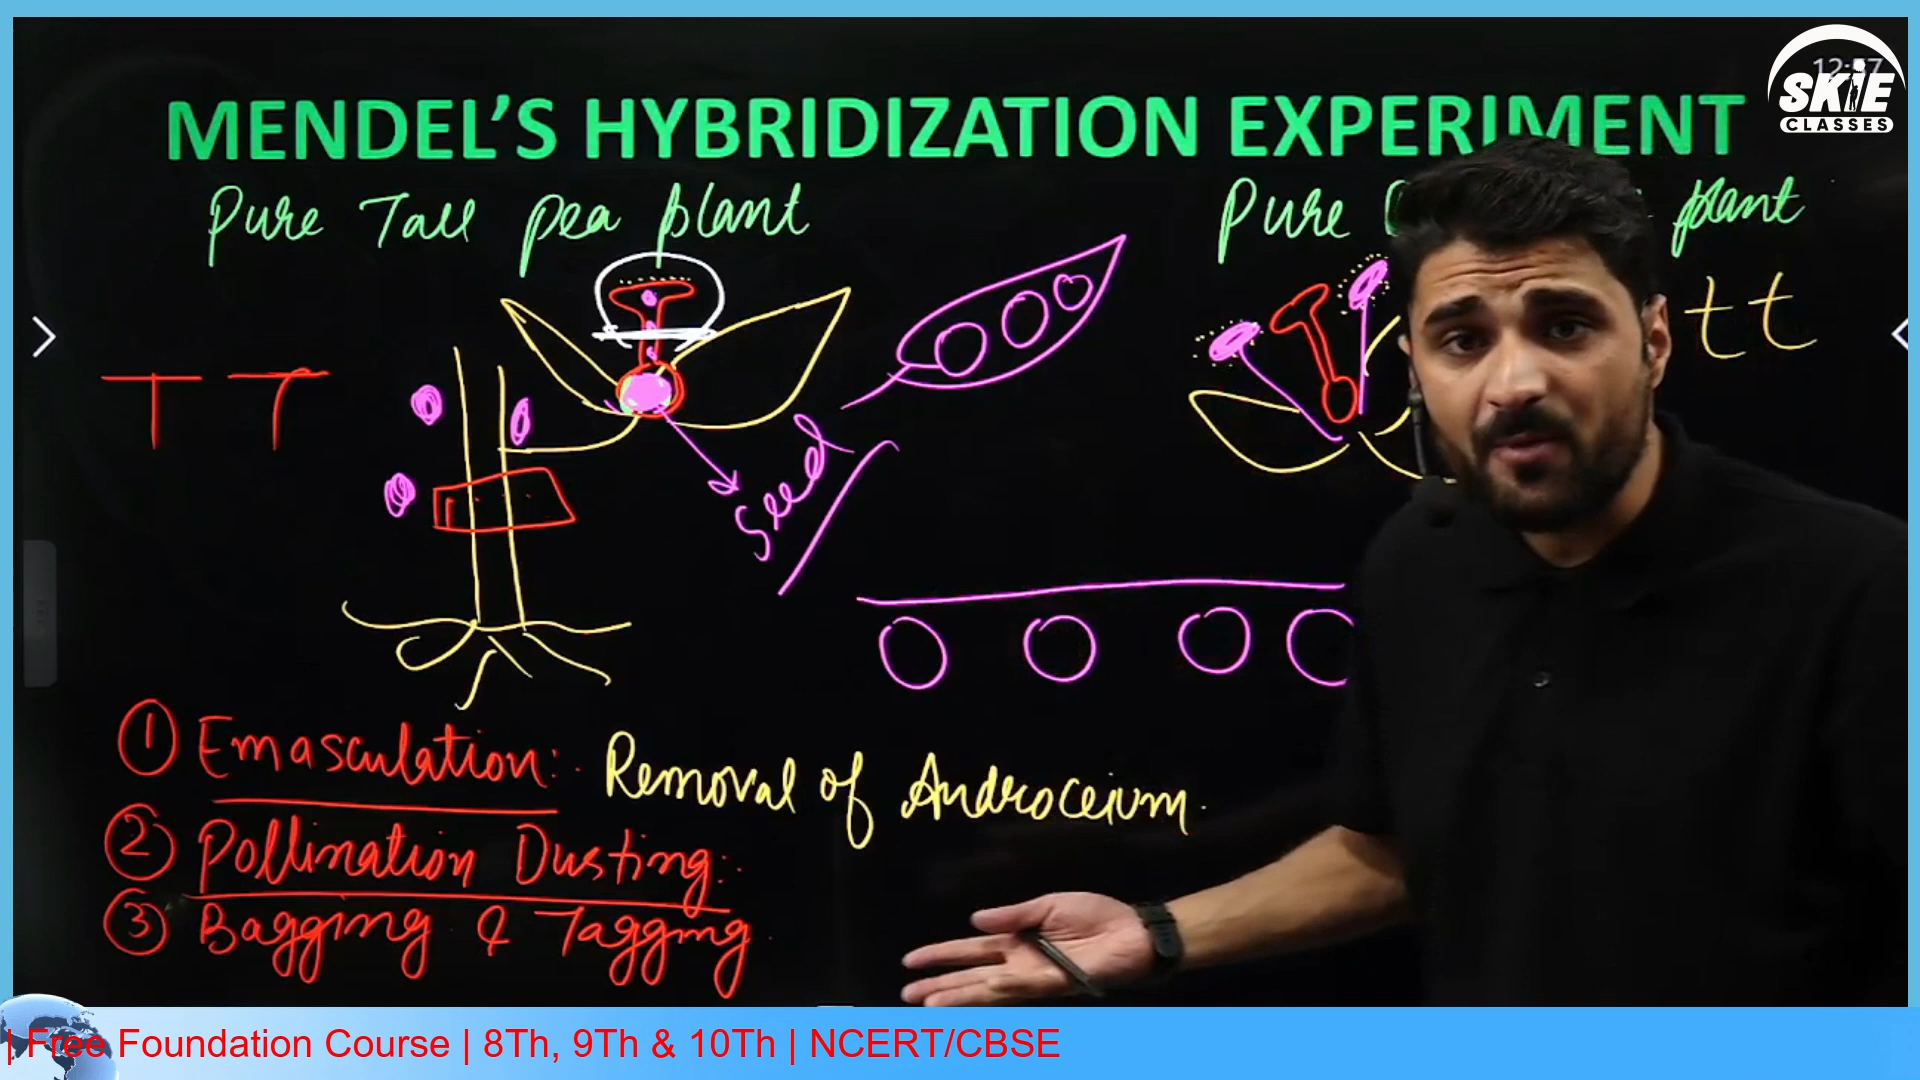 12:
SKIE
CLASSES
MENDEL'S HYBRIDIZATION EXPERIMENT
Pure Tall pea plant
Pure plant
T T
t t
Seed
① Emasculation: Removal of Androceium.
② Pollination Dusting:
③ Bagging & Tagging
| Free Foundation Course | 8Th, 9Th & 10Th | NCERT/CBSE